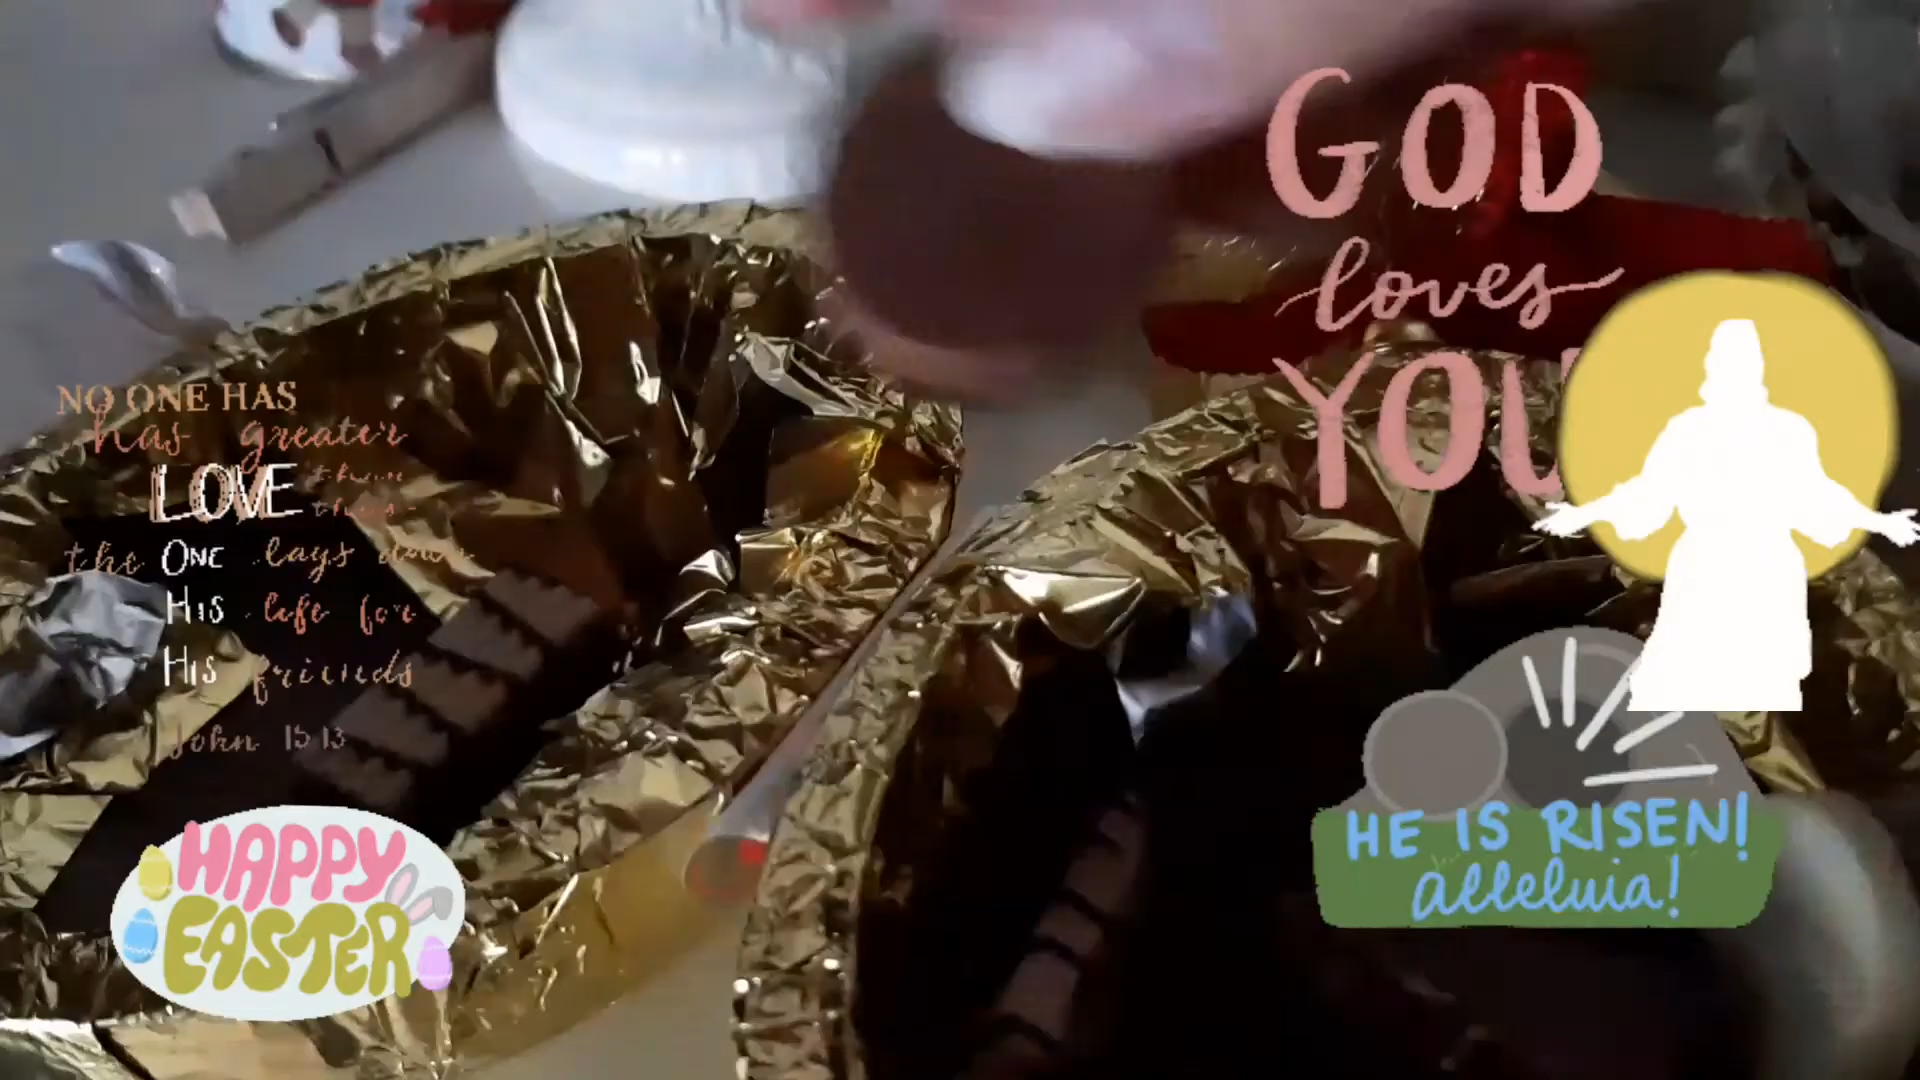 GOD
loves
YOU
NO ONE HAS
has greater
LOVE
the ONE lays down
HIS life for
HIS friends
John 15 13
HAPPY
EASTER
HE IS RISEN!
alleluia!